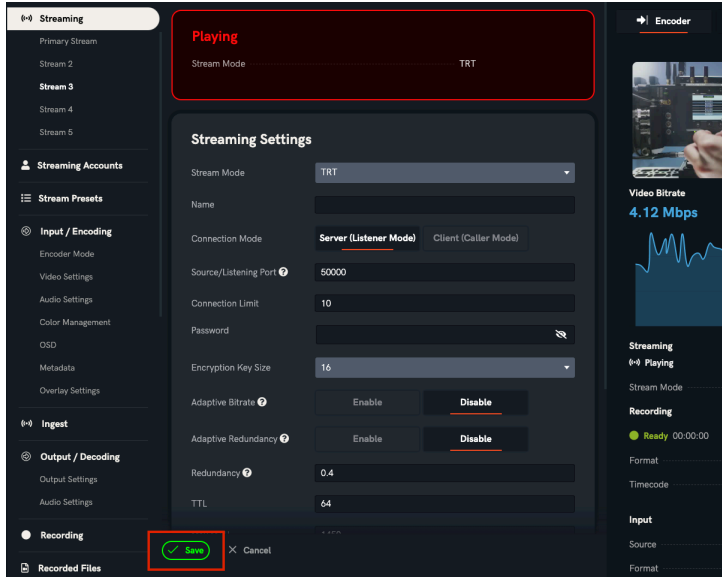 Streaming
Primary Stream
Stream 2
Stream 3
Stream 4
Stream 5
Streaming Accounts
Stream Presets
Input / Encoding
Encoder Mode
Video Settings
Audio Settings
Color Management
OSD
Metadata
Overlay Settings
Ingest
Output / Decoding
Output Settings
Audio Settings
Recording
Recorded Files
Playing
Stream Mode TRT
Streaming Settings
Stream Mode TRT
Name
Connection Mode Server (Listener Mode) Client (Caller Mode)
Source/Listening Port ? 50000
Connection Limit 10
Password
Encryption Key Size 16
Adaptive Bitrate ? Enable Disable
Adaptive Redundancy ? Enable Disable
Redundancy ? 0.4
TTL 64
Save Cancel
Encoder
Video Bitrate
4.12 Mbps
Streaming
Playing
Stream Mode
Recording
Ready 00:00:00
Format
Timecode
Input
Source
Format